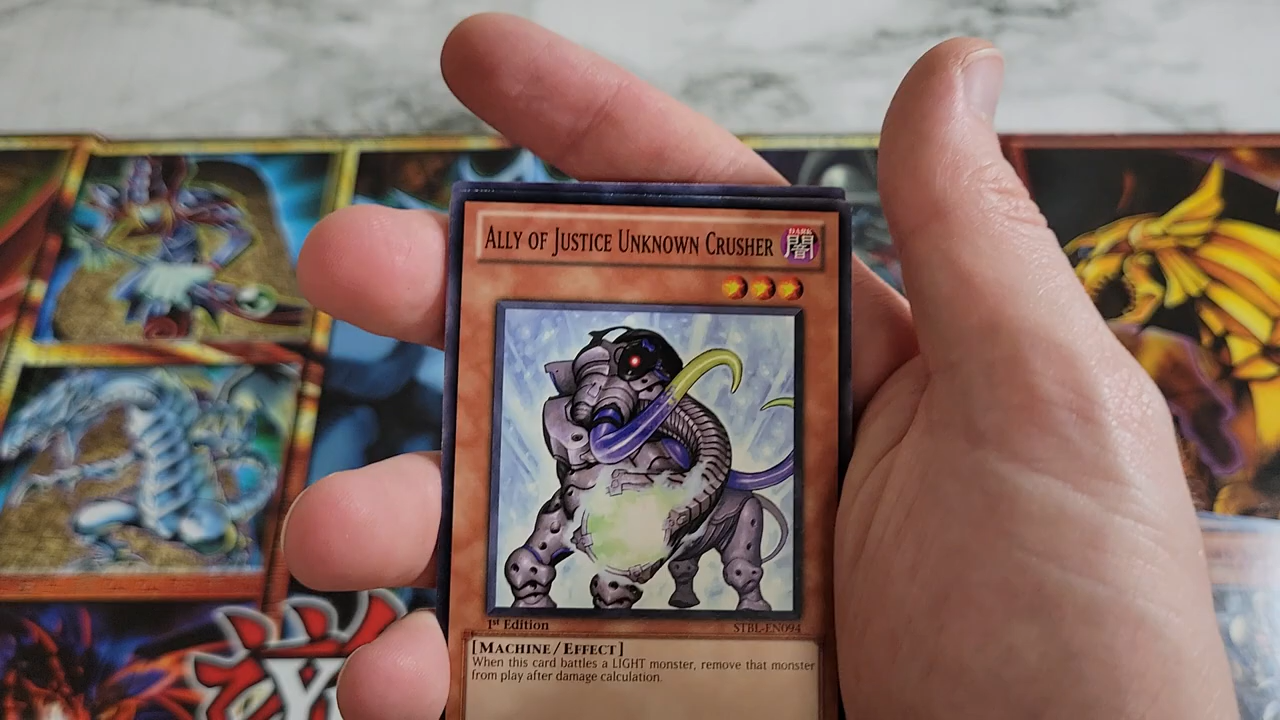 ALLY OF JUSTICE UNKNOWN CRUSHER
DARK
闇
1st Edition
STBL-EN094
[MACHINE/EFFECT]
When this card battles a LIGHT monster, remove that monster
from play after damage calculation.
Y